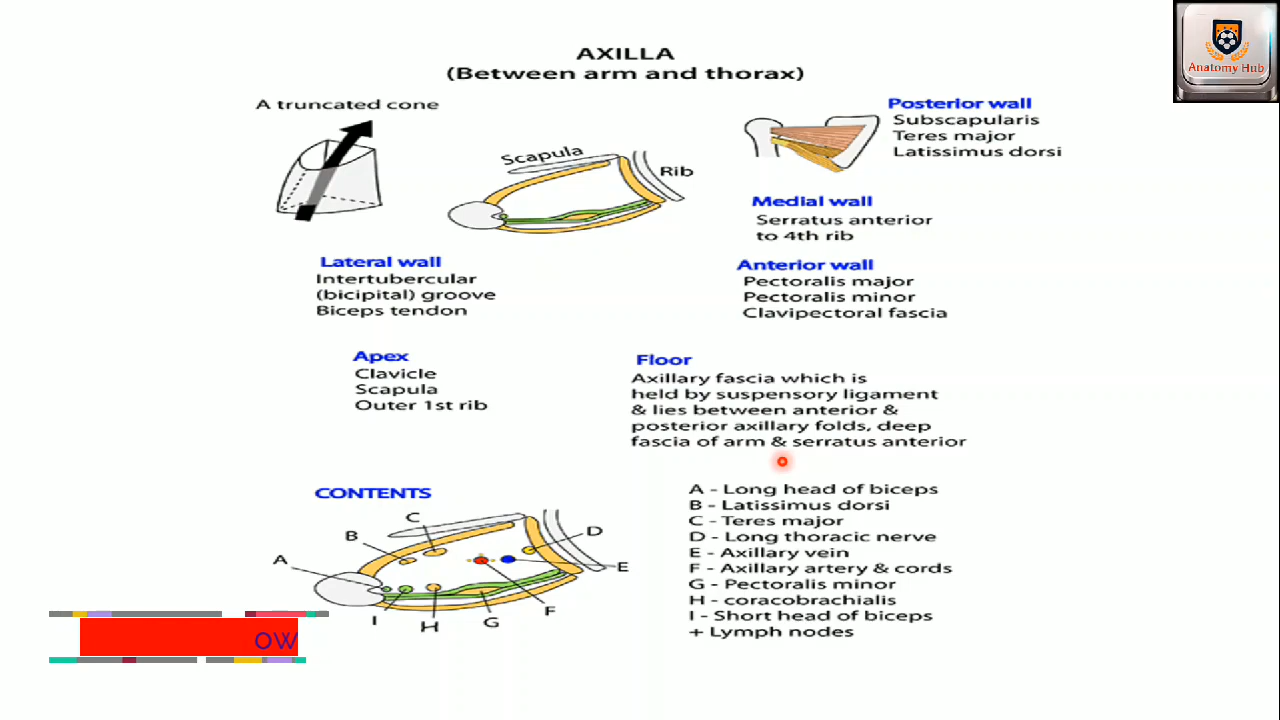 Anatomy Hub
AXILLA
(Between arm and thorax)
A truncated cone
Scapula
Rib
Posterior wall
Subscapularis
Teres major
Latissimus dorsi
Medial wall
Serratus anterior
to 4th rib
Lateral wall
Intertubercular
(bicipital) groove
Biceps tendon
Anterior wall
Pectoralis major
Pectoralis minor
Clavipectoral fascia
Apex
Clavicle
Scapula
Outer 1st rib
Floor
Axillary fascia which is
held by suspensory ligament
& lies between anterior &
posterior axillary folds, deep
fascia of arm & serratus anterior
CONTENTS
A
B
C
D
E
F
G
H
I
A - Long head of biceps
B - Latissimus dorsi
C - Teres major
D - Long thoracic nerve
E - Axillary vein
F - Axillary artery & cords
G - Pectoralis minor
H - coracobrachialis
I - Short head of biceps
+ Lymph nodes
OW